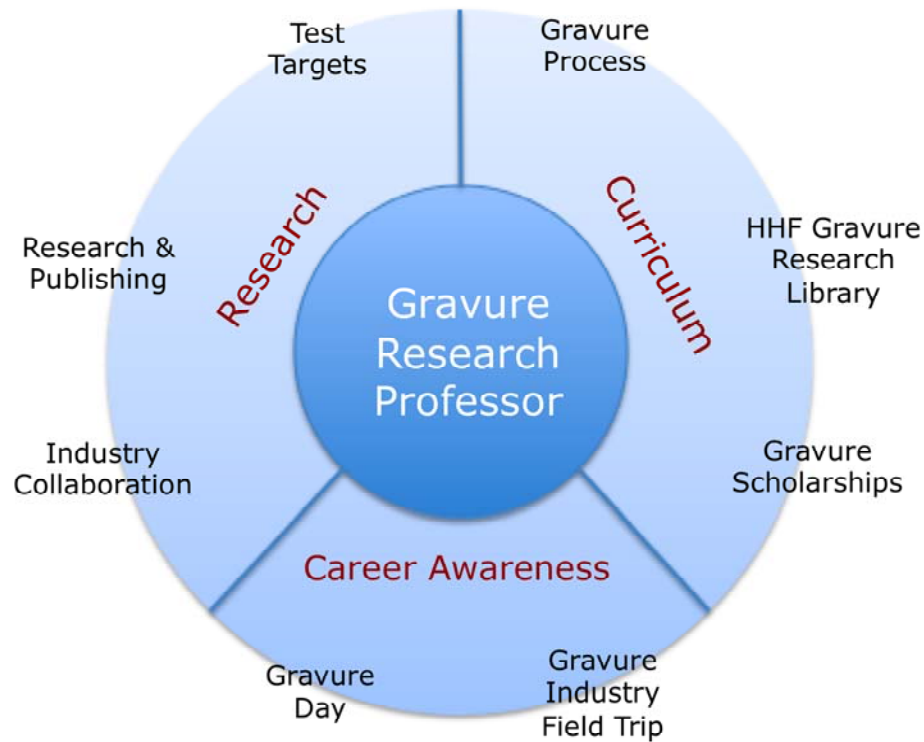 Test
Targets
Gravure
Process
Research &
Publishing
Research
Curriculum
HHF Gravure
Research
Library
Gravure
Research
Professor
Industry
Collaboration
Gravure
Scholarships
Career Awareness
Gravure
Day
Gravure
Industry
Field Trip